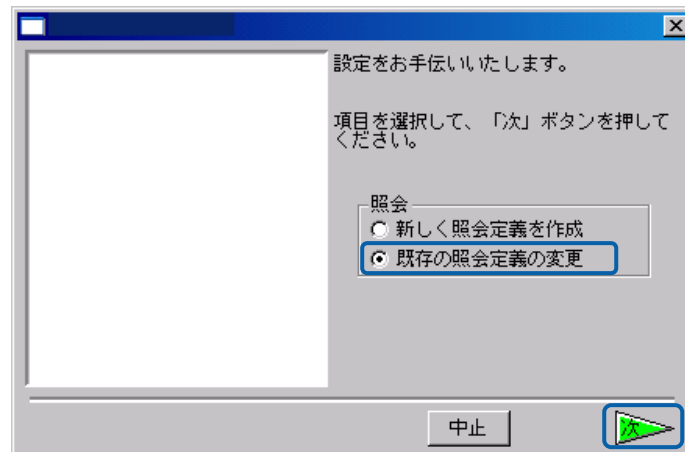 設定をお手伝いいたします。
項目を選択して、「次」ボタンを押して
ください。
照会
新しく照会定義を作成
既存の照会定義の変更
中止
次